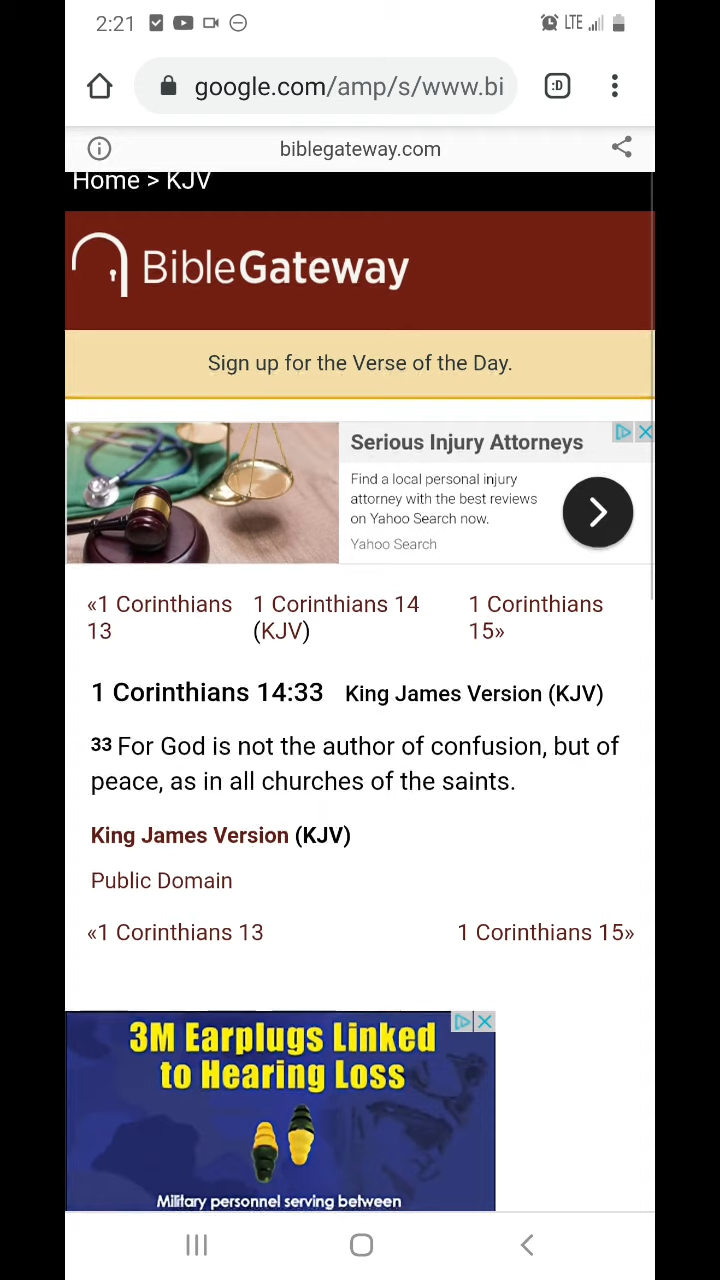 2:21 LTE
:D
google.com/amp/s/www.bi
biblegateway.com
Home > KJV
BibleGateway
Sign up for the Verse of the Day.
Serious Injury Attorneys
Find a local personal injury
attorney with the best reviews
on Yahoo Search now.
Yahoo Search
«1 Corinthians
13
1 Corinthians 14
(KJV)
1 Corinthians
15»
1 Corinthians 14:33 King James Version (KJV)
33 For God is not the author of confusion, but of
peace, as in all churches of the saints.
King James Version (KJV)
Public Domain
«1 Corinthians 13 1 Corinthians 15»
3M Earplugs Linked
to Hearing Loss
Military personnel serving between